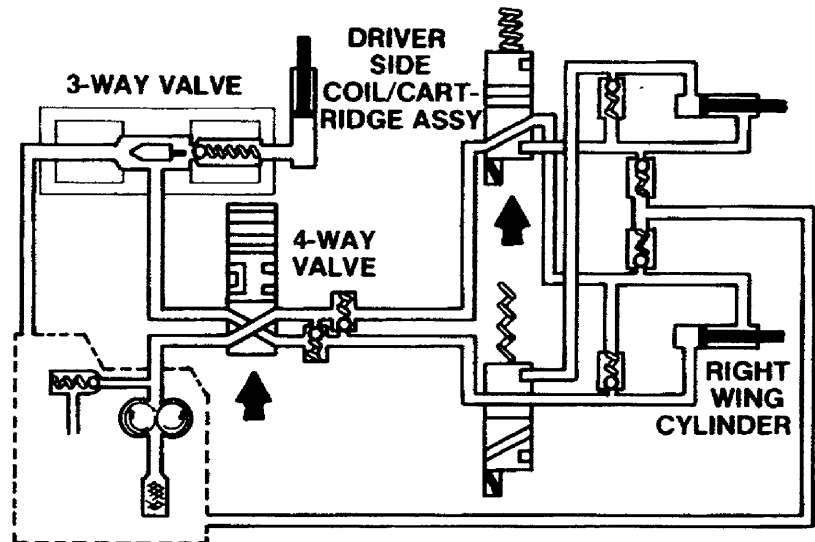 DRIVER
SIDE
COIL/CART-
RIDGE ASSY
3-WAY VALVE
4-WAY
VALVE
RIGHT
WING
CYLINDER